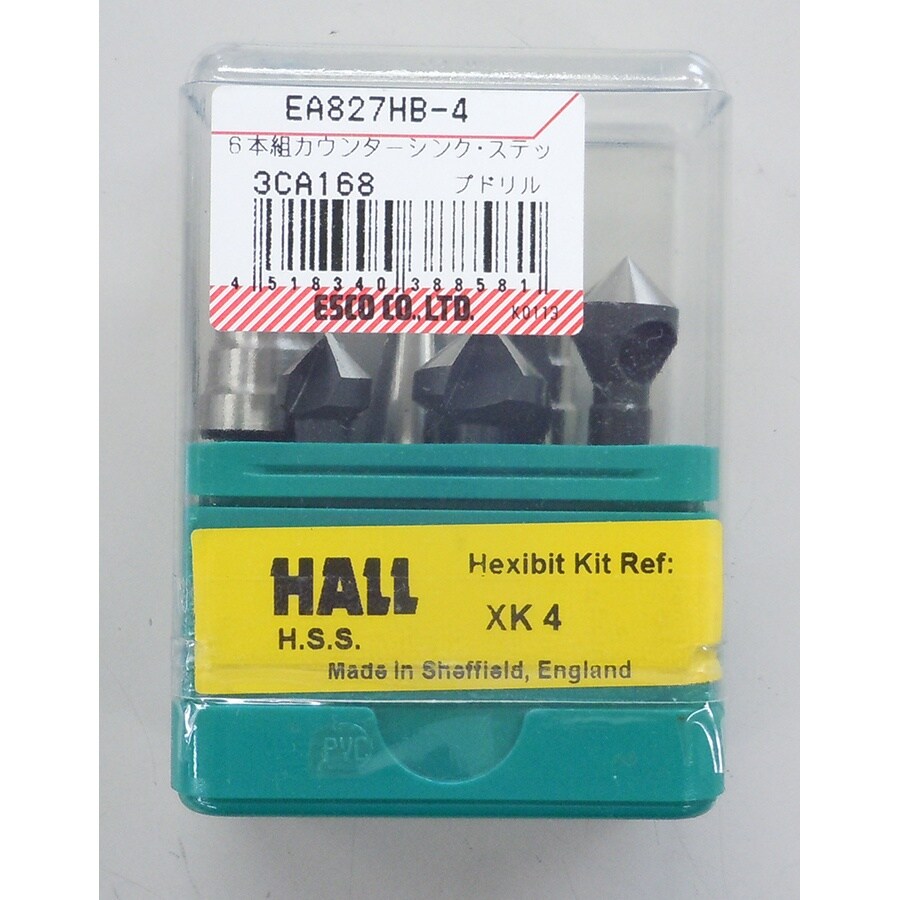 EA827HB-4
6本組カウンターシンク・ステッ
3CA168 プドリル
4 518340 388581
ESCO CO.,LTD.
K0113
HALL
H.S.S.
Hexibit Kit Ref:
XK 4
Made in Sheffield, England
PVC